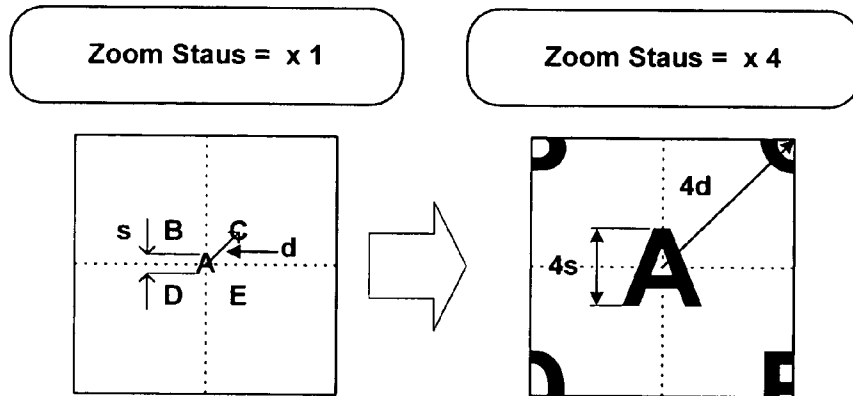 Zoom Staus = x 1
Zoom Staus = x 4
s B C
A d
D E
B C
4d
4s A
D E